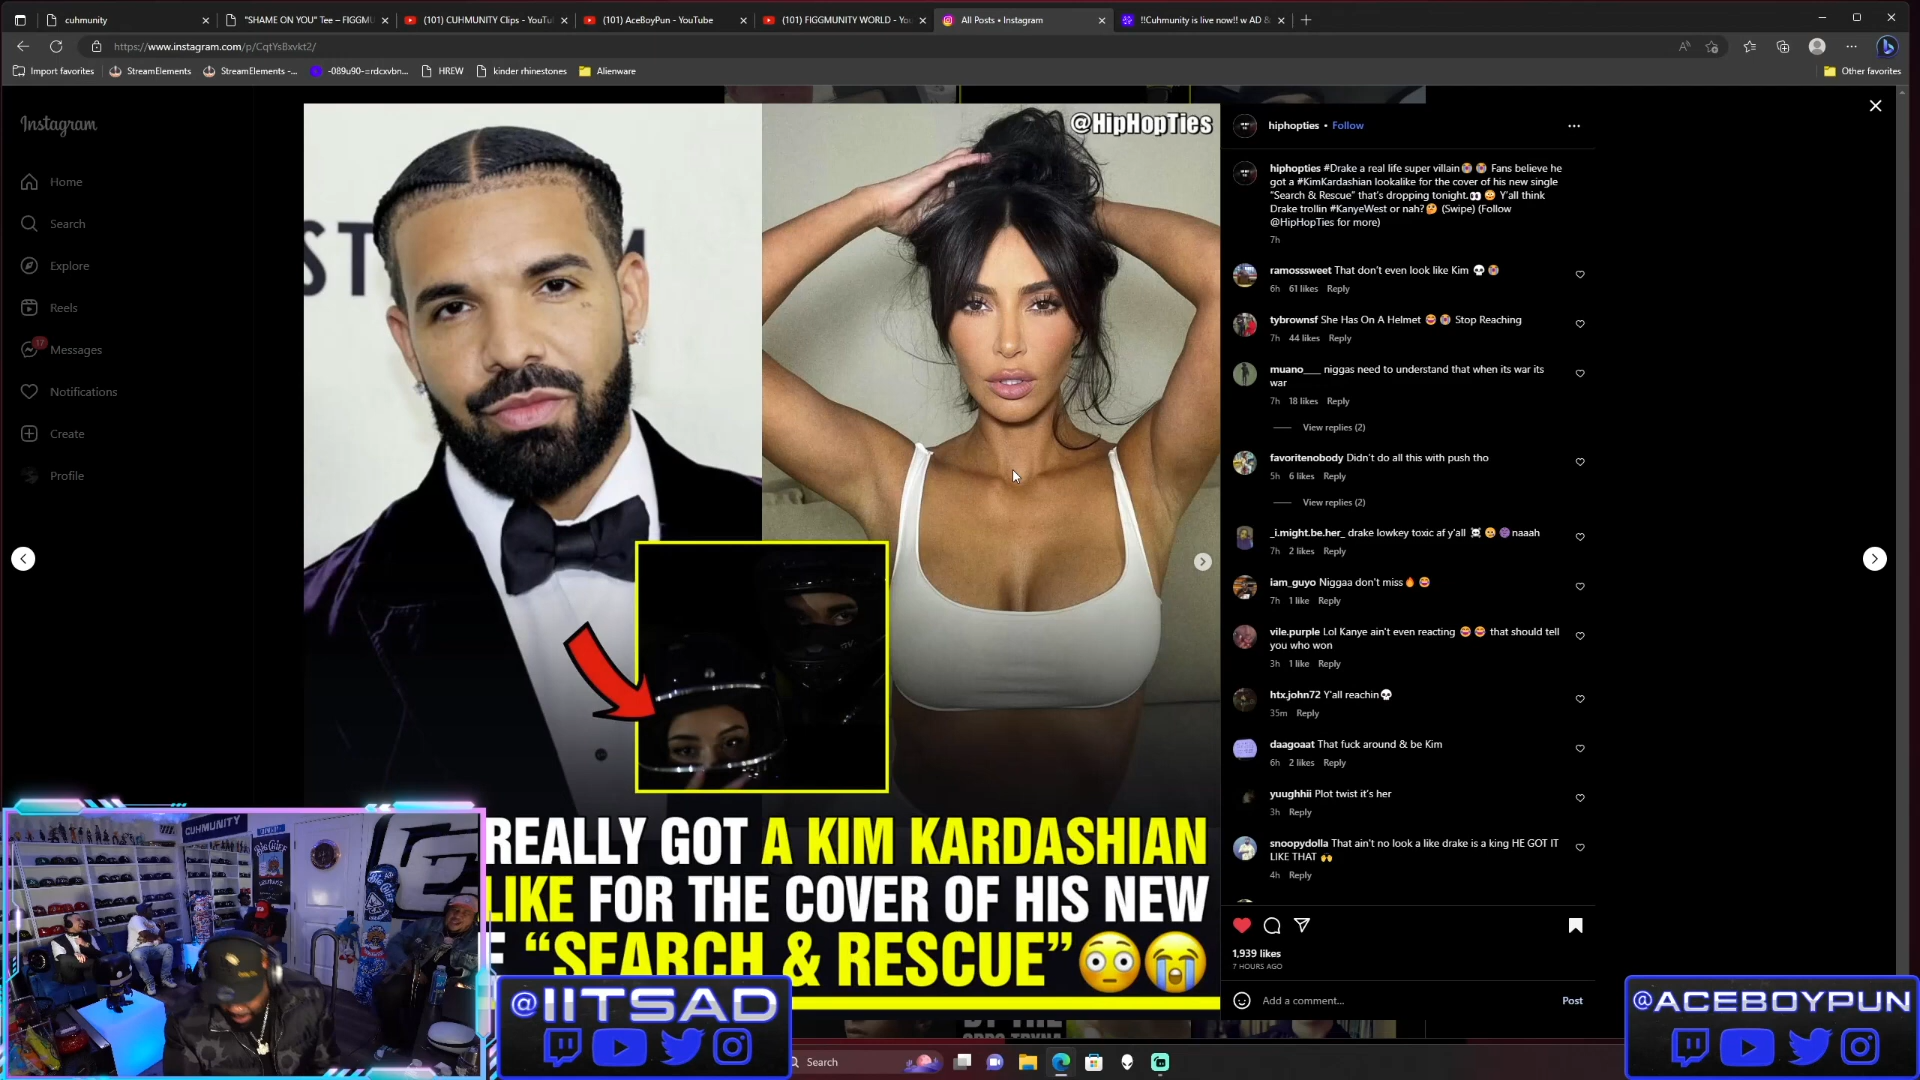 cuhmunity
"SHAME ON YOU" Tee – FIGGMU
(101) CUHMUNITY Clips - YouTu
(101) AceBoyPun - YouTube
(101) FIGGMUNITY WORLD - You
All Posts • Instagram
!!Cuhmunity is live now!! w AD &
https://www.instagram.com/p/CqtYsBxvkt2/
Import favorites
StreamElements
StreamElements -...
-089u90-=rdcxvbn...
HREW
kinder rhinestones
Alienware
Other favorites
Instagram
Home
Search
Explore
Reels
17
Messages
Notifications
Create
Profile
@HipHopTies
REALLY GOT A KIM KARDASHIAN
LIKE FOR THE COVER OF HIS NEW
"SEARCH & RESCUE"😳😭
hiphopties • Follow
hiphopties #Drake a real life super villain😭😭 Fans believe he
got a #KimKardashian lookalike for the cover of his new single
"Search & Rescue" that's dropping tonight.👀 😳 Y'all think
Drake trollin #KanyeWest or nah?🤔 (Swipe) (Follow
@HipHopTies for more)
7h
ramosssweet That don't even look like Kim 💀😭
6h 61 likes Reply
tybrownsf She Has On A Helmet 😂😭 Stop Reaching
7h 44 likes Reply
muano___ niggas need to understand that when its war its
war
7h 18 likes Reply
View replies (2)
favoritenobody Didn't do all this with push tho
5h 6 likes Reply
View replies (2)
_i.might.be.her_ drake lowkey toxic af y'all naaah
7h 2 likes Reply
iam_guyo Niggaa don't miss🔥😂
7h 1 like Reply
vile.purple Lol Kanye ain't even reacting 😂😂 that should tell
you who won
3h 1 like Reply
htx.john72 Y'all reachin💀
35m Reply
daagoaat That fuck around & be Kim
6h 2 likes Reply
yuughhii Plot twist it's her
3h Reply
snoopydolla That ain't no look a like drake is a king HE GOT IT
LIKE THAT 🙌
4h Reply
1,939 likes
7 HOURS AGO
Add a comment...
Post
CUHMUNITY
@IITSAD
@ACEBOYPUN
Search